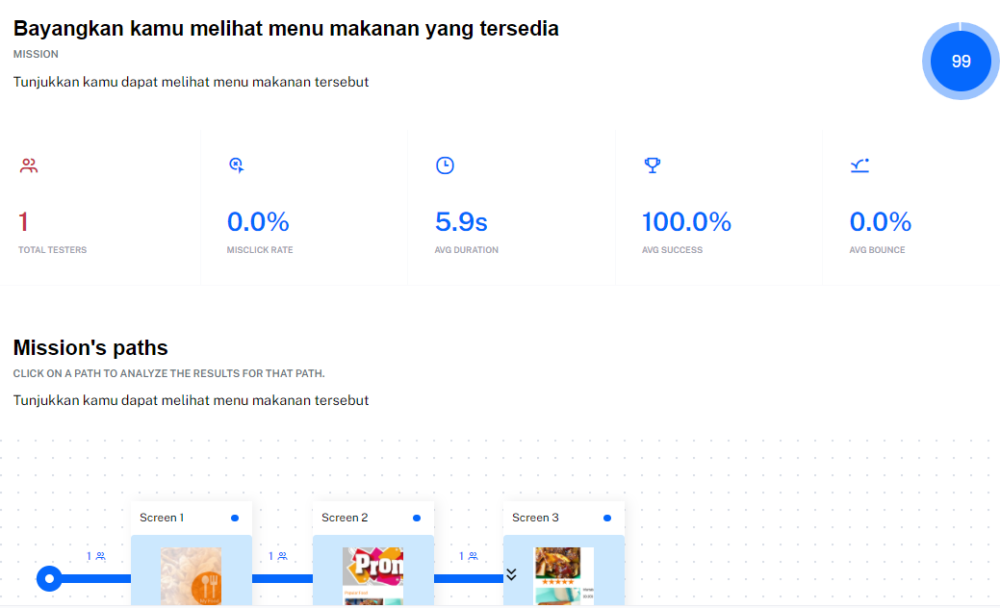 Bayangkan kamu melihat menu makanan yang tersedia
MISSION
Tunjukkan kamu dapat melihat menu makanan tersebut
99
1
TOTAL TESTERS
0.0%
MISCLICK RATE
5.9s
AVG DURATION
100.0%
AVG SUCCESS
0.0%
AVG BOUNCE
Mission's paths
CLICK ON A PATH TO ANALYZE THE RESULTS FOR THAT PATH.
Tunjukkan kamu dapat melihat menu makanan tersebut
Screen 1
Screen 2
Screen 3
1
1
1
Pron